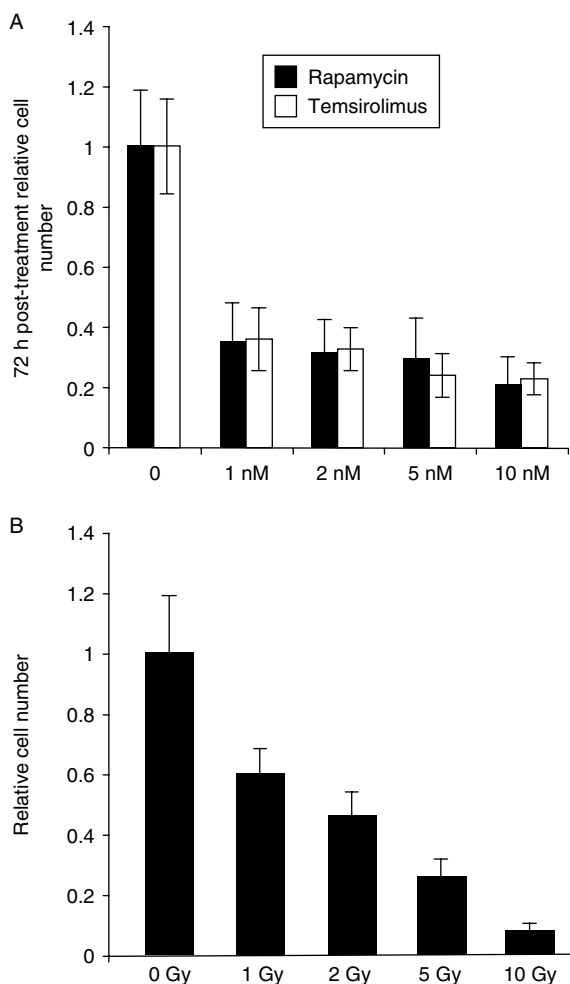 A
1.4
1.2
1
0.8
0.6
0.4
0.2
0
72 h post-treatment relative cell
number
Rapamycin
Temsirolimus
0 1 nM 2 nM 5 nM 10 nM
B
1.4
1.2
1
0.8
0.6
0.4
0.2
0
Relative cell number
0 Gy 1 Gy 2 Gy 5 Gy 10 Gy